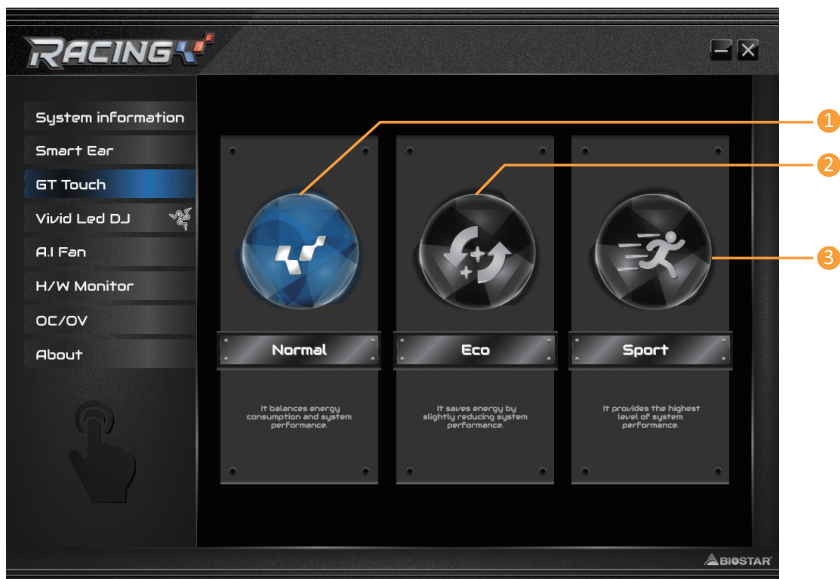 RACING
System information
Smart Ear
GT Touch
Vivid Led DJ
A.I Fan
H/W Monitor
OC/OV
About
1
2
3
Normal
Eco
Sport
It balances energy
consumption and system
performance.
It saves energy by
slightly reducing system
performance.
It provides the highest
level of system
performance.
BIOSTAR